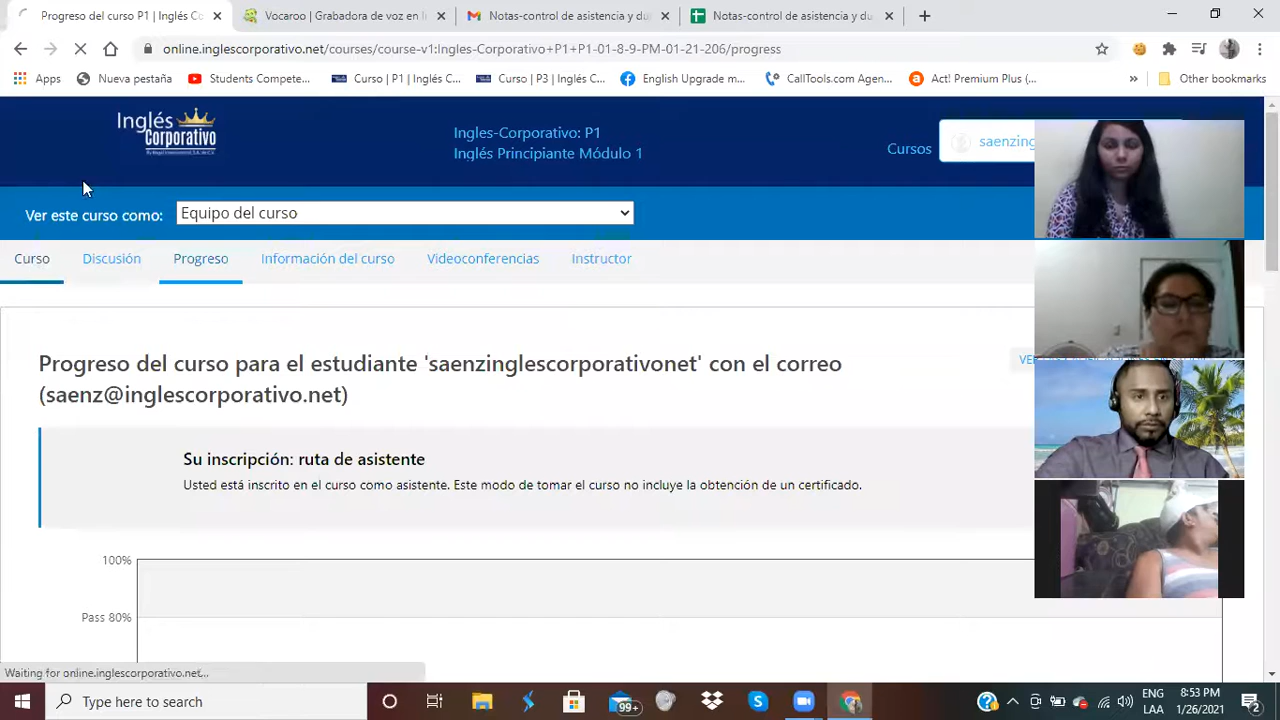 Progreso del curso P1 | Inglés C
Vocaroo | Grabadora de voz en l
Notas-control de asistencia y du
Notas-control de asistencia y du
online.inglescorporativo.net/courses/course-v1:Ingles-Corporativo+P1+P1-01-8-9-PM-01-21-206/progress
Apps
Nueva pestaña
Students Compete...
Curso | P1 | Inglés C...
Curso | P3 | Inglés C...
English Upgrade m...
CallTools.com Agen...
Act! Premium Plus (...
»
Other bookmarks
Inglés
Corporativo
Ingles-Corporativo: P1
Inglés Principiante Módulo 1
Cursos
saenzing
Ver este curso como:
Equipo del curso
Curso
Discusión
Progreso
Información del curso
Videoconferencias
Instructor
Progreso del curso para el estudiante 'saenzinglescorporativonet' con el correo
(saenz@inglescorporativo.net)
VE
Su inscripción: ruta de asistente
Usted está inscrito en el curso como asistente. Este modo de tomar el curso no incluye la obtención de un certificado.
100%
Pass 80%
Waiting for online.inglescorporativo.net...
Type here to search
99+
ENG
LAA
8:53 PM
1/26/2021
2